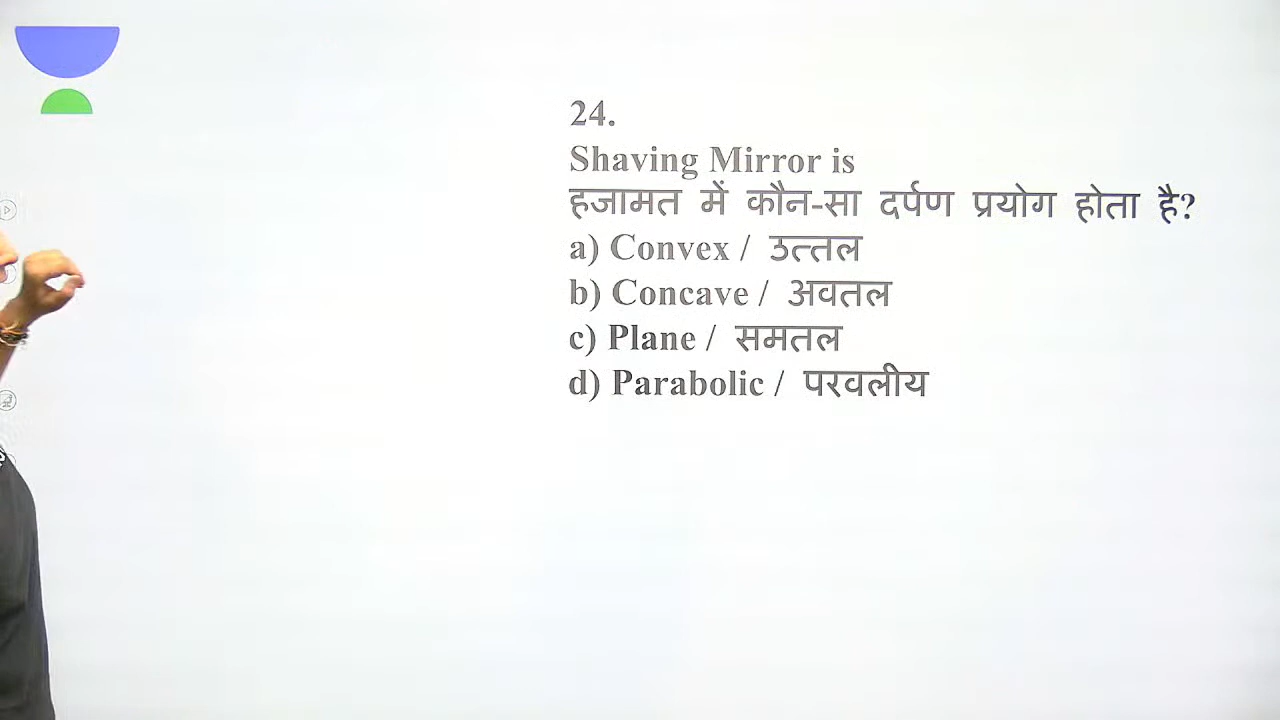 24.
Shaving Mirror is
हजामत में कौन-सा दर्पण प्रयोग होता है?
a) Convex / उत्तल
b) Concave / अवतल
c) Plane / समतल
d) Parabolic / परवलीय